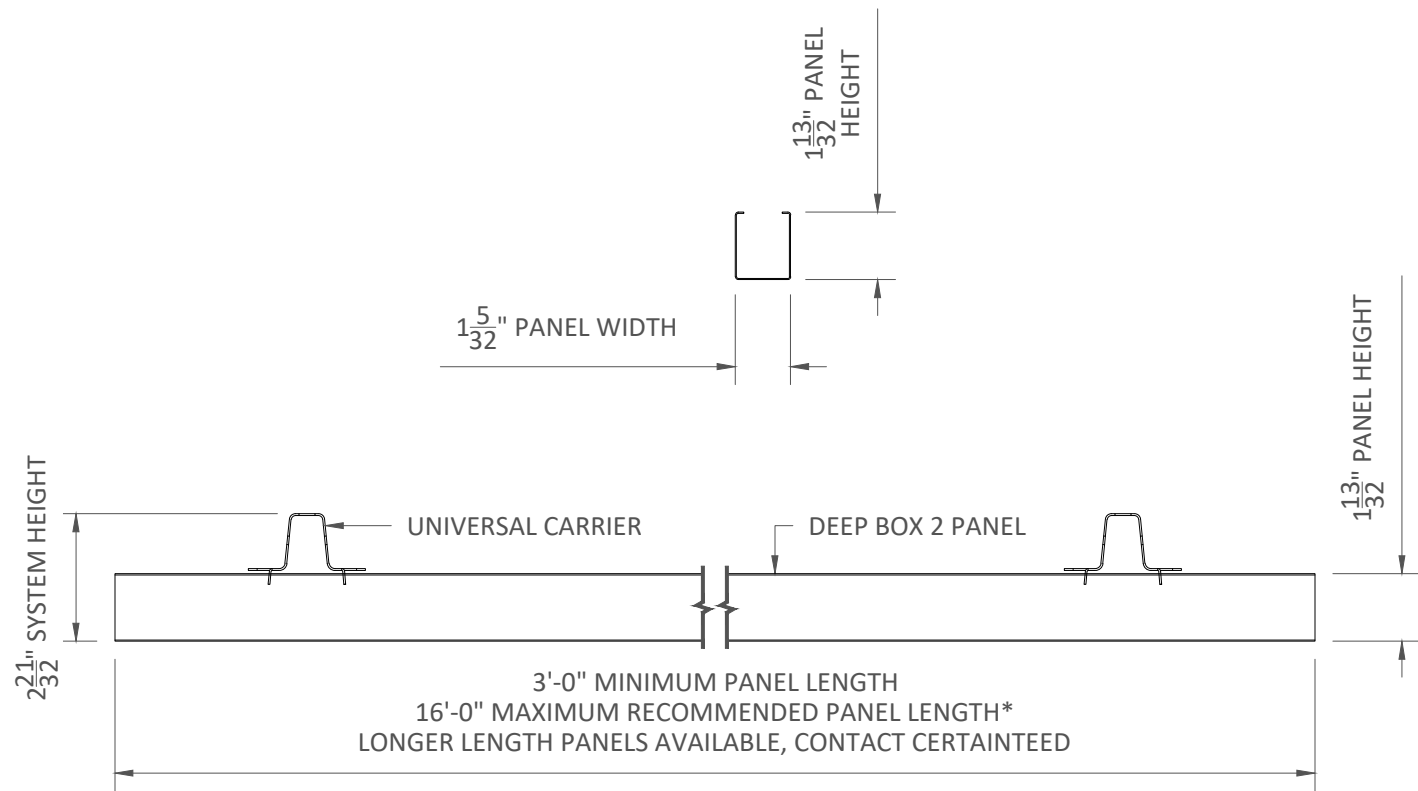 1 13/32" PANEL
HEIGHT
1 5/32" PANEL WIDTH
2 21/32" SYSTEM HEIGHT
UNIVERSAL CARRIER
DEEP BOX 2 PANEL
1 13/32" PANEL HEIGHT
3'-0" MINIMUM PANEL LENGTH
16'-0" MAXIMUM RECOMMENDED PANEL LENGTH*
LONGER LENGTH PANELS AVAILABLE, CONTACT CERTAINTEED